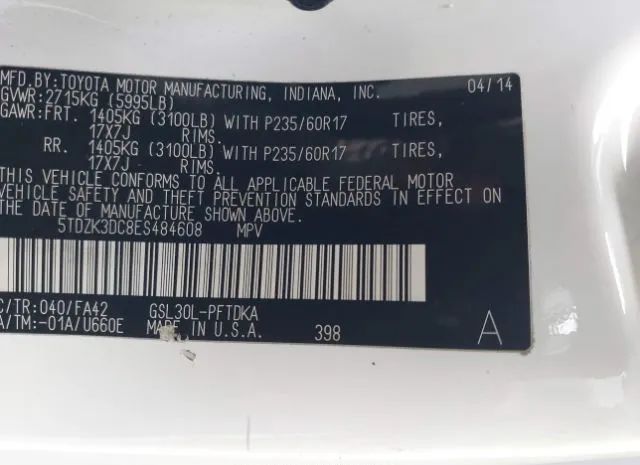 MFD.BY:TOYOTA MOTOR MANUFACTURING, INDIANA, INC. 04/14
GVWR:2715KG (5995LB)
GAWR:FRT. 1405KG (3100LB) WITH P235/60R17 TIRES,
17X7J RIMS.
RR. 1405KG (3100LB) WITH P235/60R17 TIRES,
17X7J RIMS.
THIS VEHICLE CONFORMS TO ALL APPLICABLE FEDERAL MOTOR
VEHICLE SAFETY AND THEFT PREVENTION STANDARDS IN EFFECT ON
THE DATE OF MANUFACTURE SHOWN ABOVE.
5TDZK3DC8ES484608 MPV
C/TR:040/FA42 GSL30L-PFTDKA
A/TM:-01A/U660E MADE IN U.S.A. 398 A